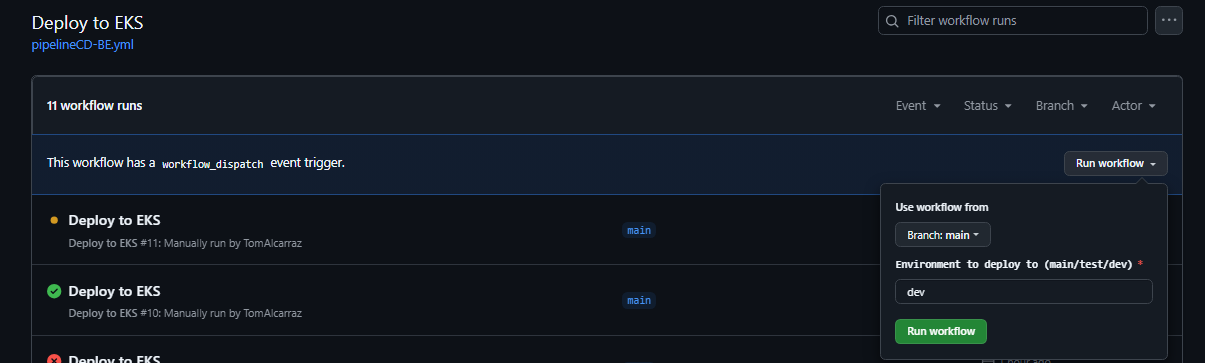 Deploy to EKS
pipelineCD-BE.yml
Filter workflow runs
11 workflow runs
Event
Status
Branch
Actor
This workflow has a workflow_dispatch event trigger.
Run workflow
Use workflow from
Branch: main
Environment to deploy to (main/test/dev) *
dev
Run workflow
Deploy to EKS
Deploy to EKS #11: Manually run by TomAlcarraz
main
Deploy to EKS
Deploy to EKS #10: Manually run by TomAlcarraz
main
Deploy to EKS
1 hour ago